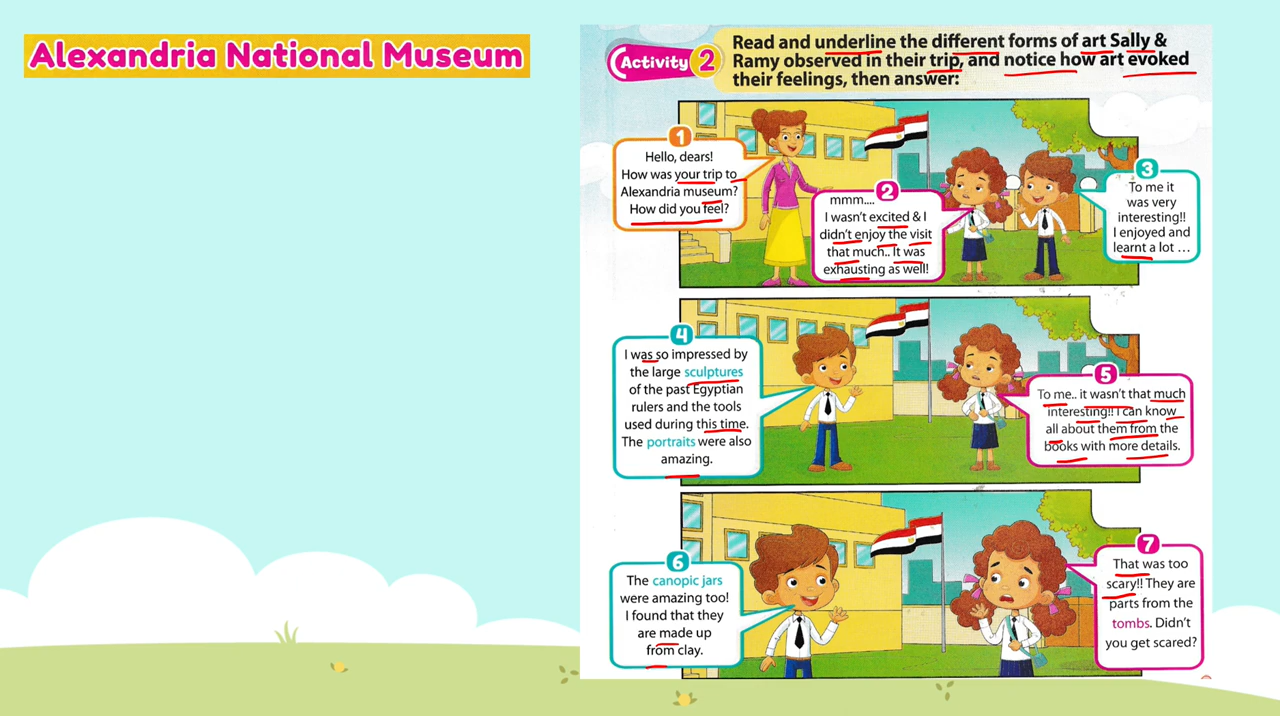 Alexandria National Museum
Activity 2
Read and underline the different forms of art Sally &
Ramy observed in their trip, and notice how art evoked
their feelings, then answer:
1
Hello, dears!
How was your trip to
Alexandria museum?
How did you feel?
2
mmm....
I wasn't excited & I
didn't enjoy the visit
that much.. It was
exhausting as well!
3
To me it
was very
interesting!!
I enjoyed and
learnt a lot ...
4
I was so impressed by
the large sculptures
of the past Egyptian
rulers and the tools
used during this time.
The portraits were also
amazing.
5
To me.. it wasn't that much
interesting!! I can know
all about them from the
books with more details.
6
The canopic jars
were amazing too!
I found that they
are made up
from clay.
7
That was too
scary!! They are
parts from the
tombs. Didn't
you get scared?